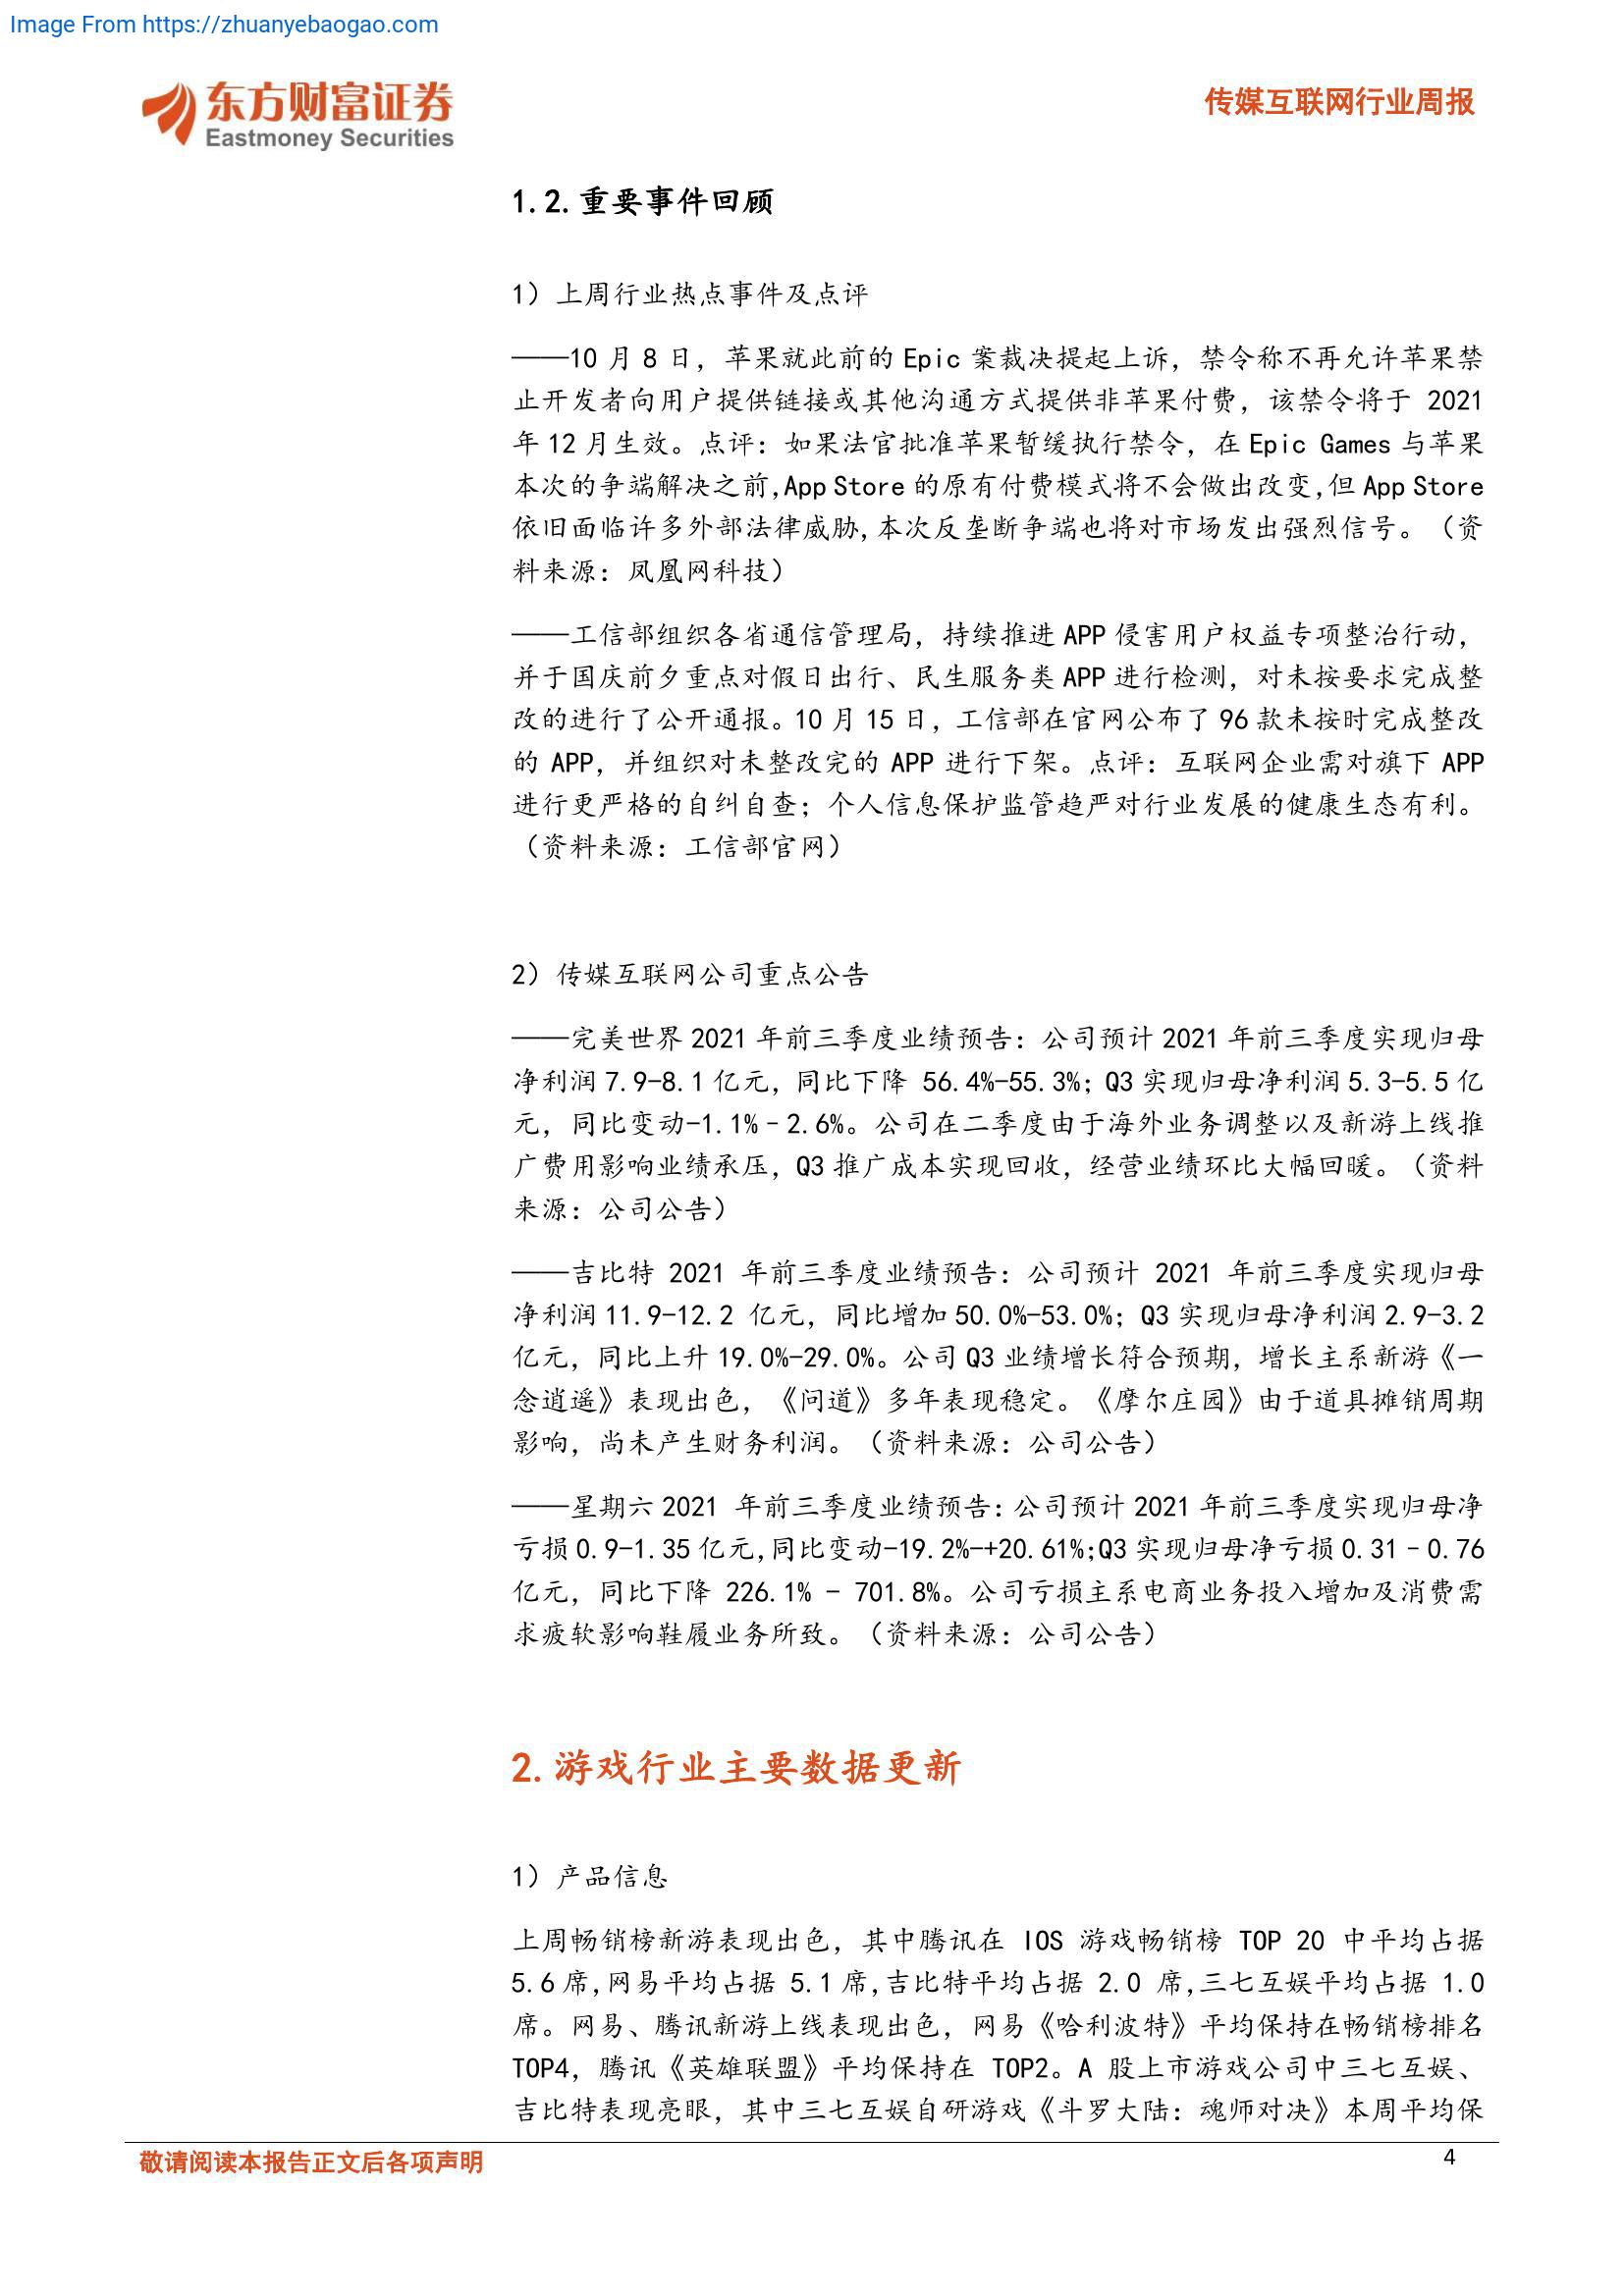 Image From https://zhuanyebaogao.com
东方财富证券
Eastmoney Securities
传媒互联网行业周报
1.2.重要事件回顾
1）上周行业热点事件及点评
——10 月 8 日，苹果就此前的 Epic 案裁决提起上诉，禁令称不再允许苹果禁
止开发者向用户提供链接或其他沟通方式提供非苹果付费，该禁令将于 2021
年 12 月生效。点评：如果法官批准苹果暂缓执行禁令，在 Epic Games 与苹果
本次的争端解决之前,App Store 的原有付费模式将不会做出改变,但 App Store
依旧面临许多外部法律威胁,本次反垄断争端也将对市场发出强烈信号。（资
料来源：凤凰网科技）
——工信部组织各省通信管理局，持续推进 APP 侵害用户权益专项整治行动，
并于国庆前夕重点对假日出行、民生服务类 APP 进行检测，对未按要求完成整
改的进行了公开通报。10 月 15 日，工信部在官网公布了 96 款未按时完成整改
的 APP，并组织对未整改完的 APP 进行下架。点评：互联网企业需对旗下 APP
进行更严格的自纠自查；个人信息保护监管趋严对行业发展的健康生态有利。
（资料来源：工信部官网）
2）传媒互联网公司重点公告
——完美世界 2021 年前三季度业绩预告：公司预计 2021 年前三季度实现归母
净利润 7.9-8.1 亿元，同比下降 56.4%-55.3%；Q3 实现归母净利润 5.3-5.5 亿
元，同比变动-1.1%–2.6%。公司在二季度由于海外业务调整以及新游上线推
广费用影响业绩承压，Q3 推广成本实现回收，经营业绩环比大幅回暖。（资料
来源：公司公告）
——吉比特 2021 年前三季度业绩预告：公司预计 2021 年前三季度实现归母
净利润 11.9-12.2 亿元，同比增加 50.0%-53.0%；Q3 实现归母净利润 2.9-3.2
亿元，同比上升 19.0%-29.0%。公司 Q3 业绩增长符合预期，增长主系新游《一
念逍遥》表现出色，《问道》多年表现稳定。《摩尔庄园》由于道具摊销周期
影响，尚未产生财务利润。（资料来源：公司公告）
——星期六 2021 年前三季度业绩预告：公司预计 2021 年前三季度实现归母净
亏损 0.9-1.35 亿元,同比变动-19.2%-+20.61%;Q3 实现归母净亏损 0.31–0.76
亿元，同比下降 226.1% - 701.8%。公司亏损主系电商业务投入增加及消费需
求疲软影响鞋履业务所致。（资料来源：公司公告）
2.游戏行业主要数据更新
1）产品信息
上周畅销榜新游表现出色，其中腾讯在 IOS 游戏畅销榜 TOP 20 中平均占据
5.6 席,网易平均占据 5.1 席,吉比特平均占据 2.0 席,三七互娱平均占据 1.0
席。网易、腾讯新游上线表现出色，网易《哈利波特》平均保持在畅销榜排名
TOP4，腾讯《英雄联盟》平均保持在 TOP2。A 股上市游戏公司中三七互娱、
吉比特表现亮眼，其中三七互娱自研游戏《斗罗大陆：魂师对决》本周平均保
敬请阅读本报告正文后各项声明
4